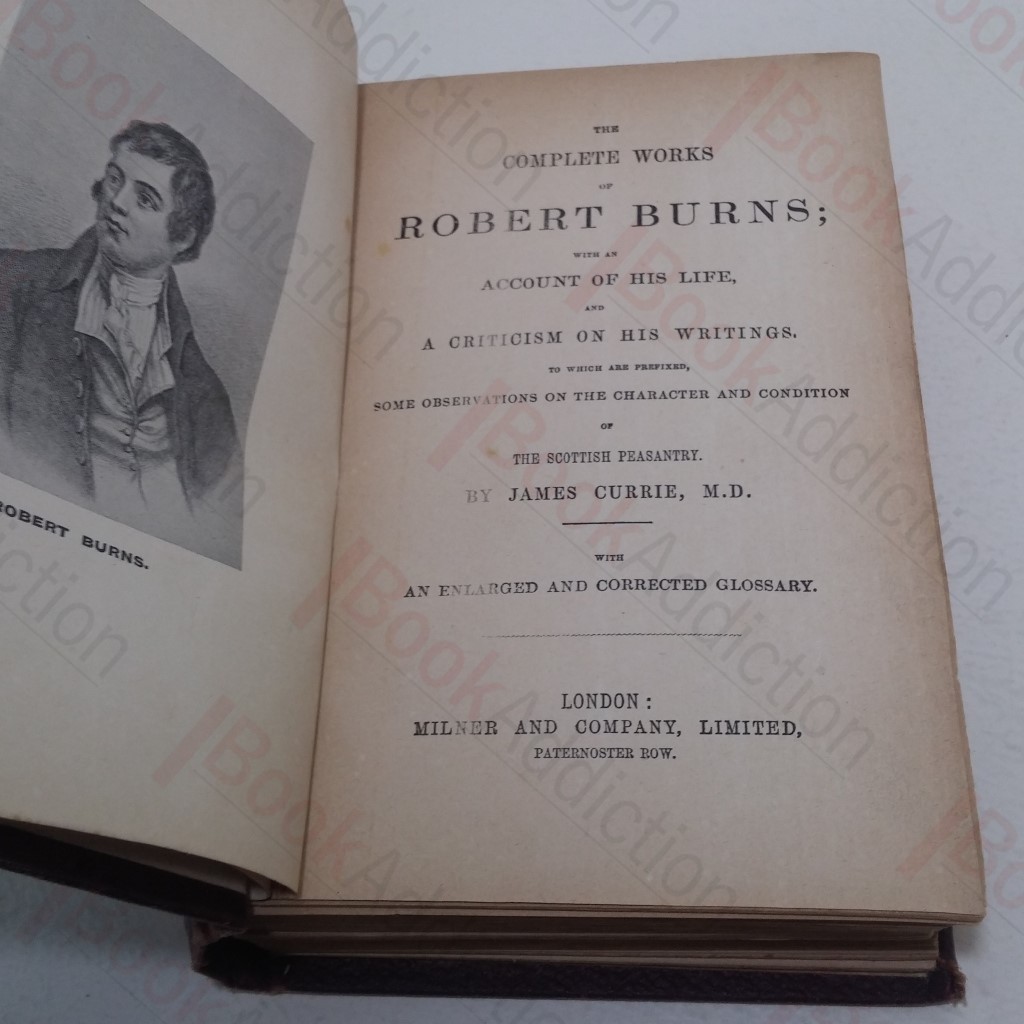 ROBERT BURNS.
THE
COMPLETE WORKS
OF
ROBERT BURNS;
WITH AN
ACCOUNT OF HIS LIFE,
AND
A CRITICISM ON HIS WRITINGS.
TO WHICH ARE PREFIXED,
SOME OBSERVATIONS ON THE CHARACTER AND CONDITION
OF
THE SCOTTISH PEASANTRY.
BY JAMES CURRIE, M.D.
WITH
AN ENLARGED AND CORRECTED GLOSSARY.
LONDON:
MILNER AND COMPANY, LIMITED,
PATERNOSTER ROW.
BookAddiction